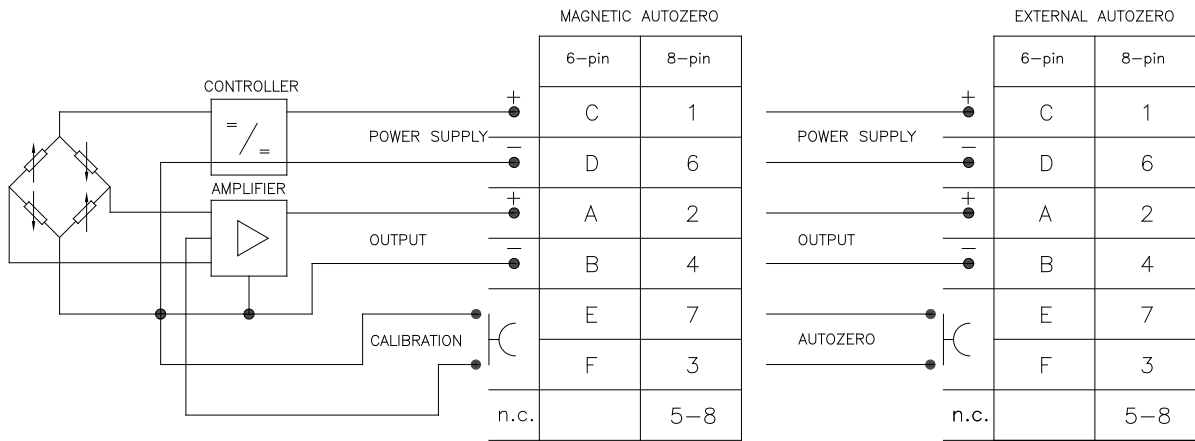 MAGNETIC AUTOZERO
6-pin 8-pin
CONTROLLER
= / =
+ C 1
POWER SUPPLY
− D 6
AMPLIFIER
+ A 2
OUTPUT
− B 4
E 7
CALIBRATION
F 3
n.c. 5-8
EXTERNAL AUTOZERO
6-pin 8-pin
+ C 1
POWER SUPPLY
− D 6
+ A 2
OUTPUT
− B 4
E 7
AUTOZERO
F 3
n.c. 5-8